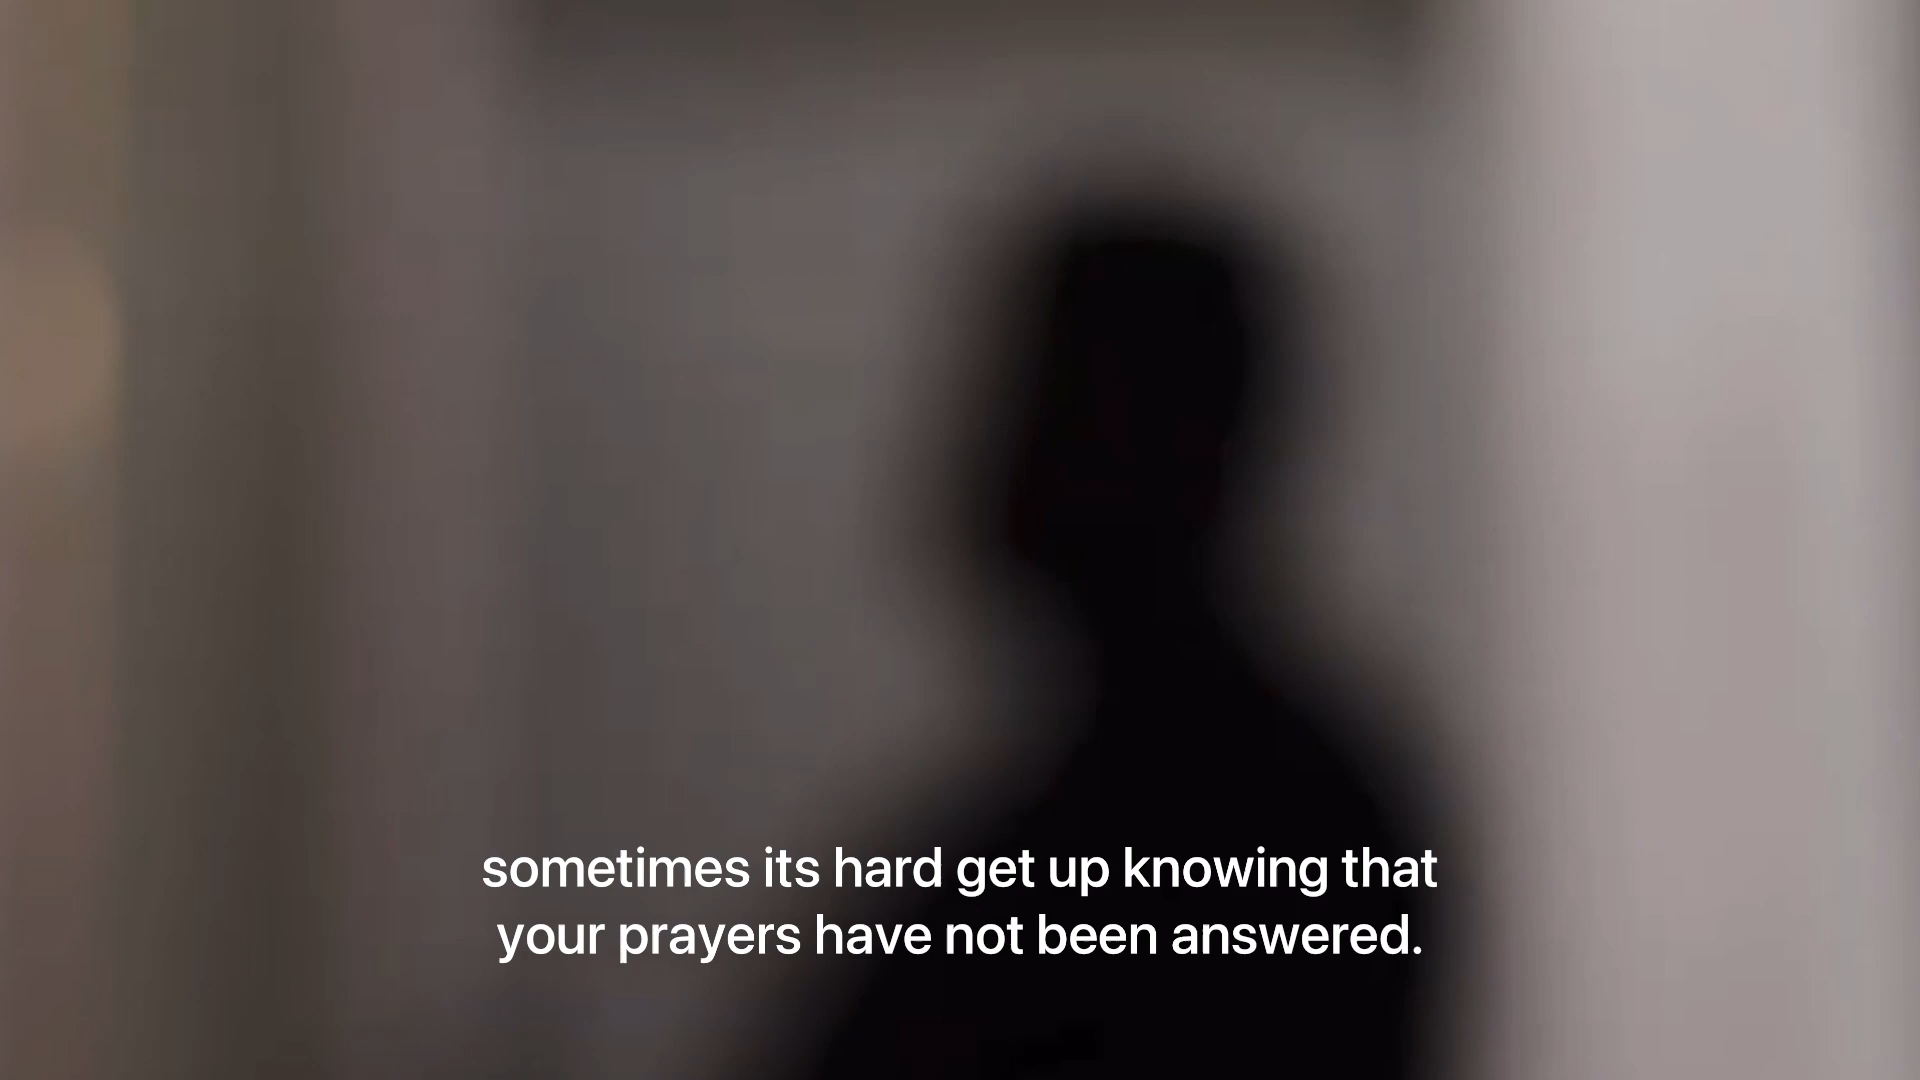 sometimes its hard get up knowing that
your prayers have not been answered.